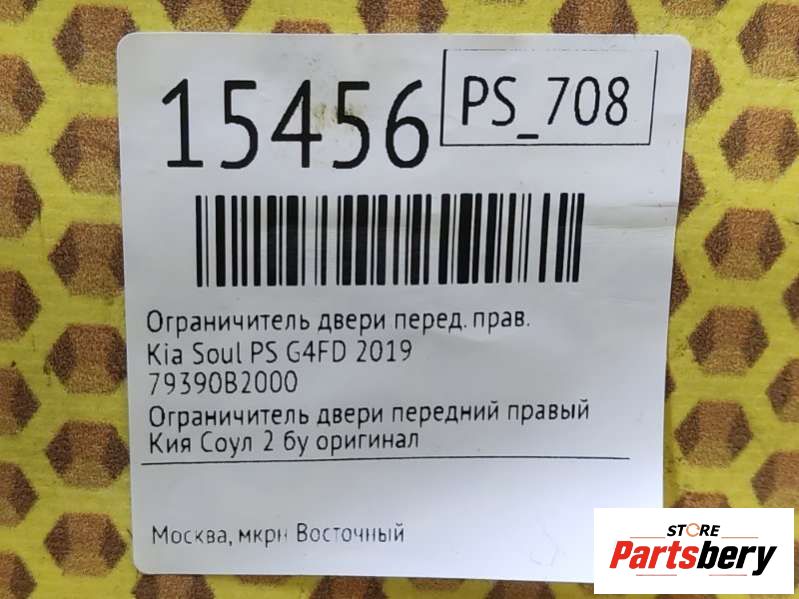 15456
PS_708
Ограничитель двери перед. прав.
Kia Soul PS G4FD 2019
79390B2000
Ограничитель двери передний правый
Кия Соул 2 бу оригинал
Москва, мкрн Восточный
STORE
Partsbery